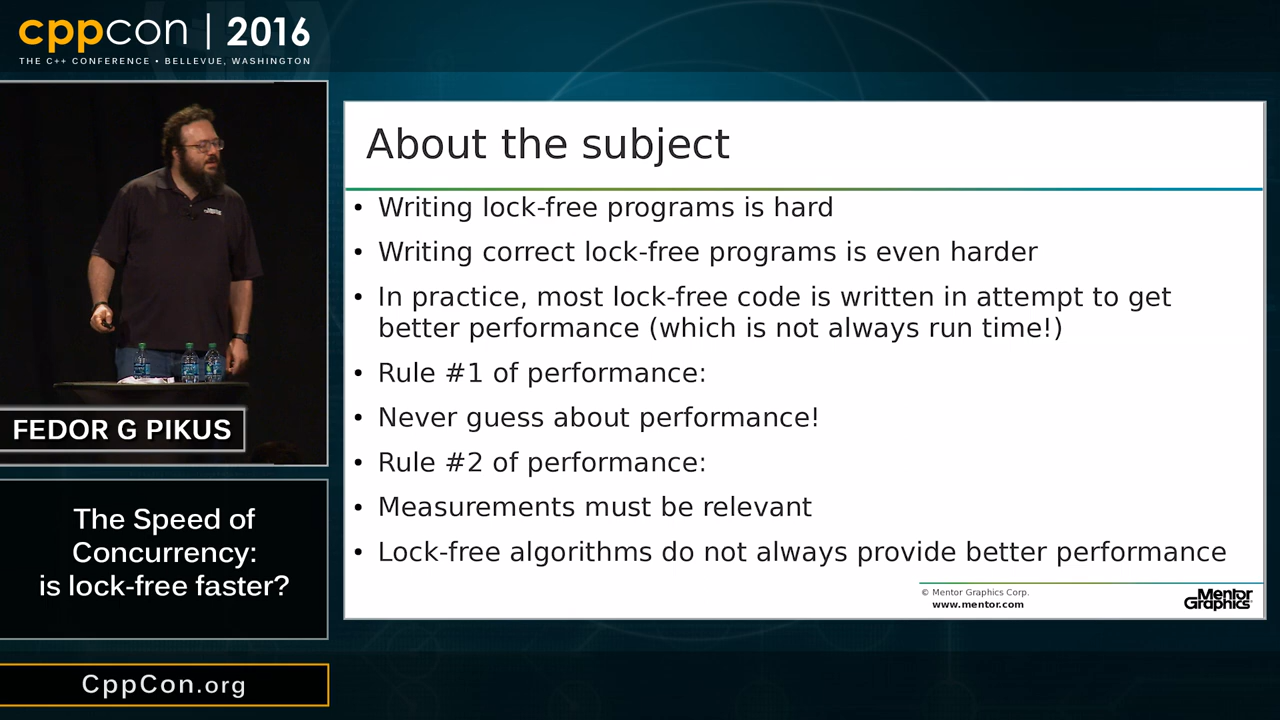 cppcon | 2016
THE C++ CONFERENCE • BELLEVUE, WASHINGTON
FEDOR G PIKUS
The Speed of
Concurrency:
is lock-free faster?
CppCon.org
About the subject
• Writing lock-free programs is hard
• Writing correct lock-free programs is even harder
• In practice, most lock-free code is written in attempt to get
better performance (which is not always run time!)
• Rule #1 of performance:
• Never guess about performance!
• Rule #2 of performance:
• Measurements must be relevant
• Lock-free algorithms do not always provide better performance
© Mentor Graphics Corp.
www.mentor.com
Mentor
Graphics